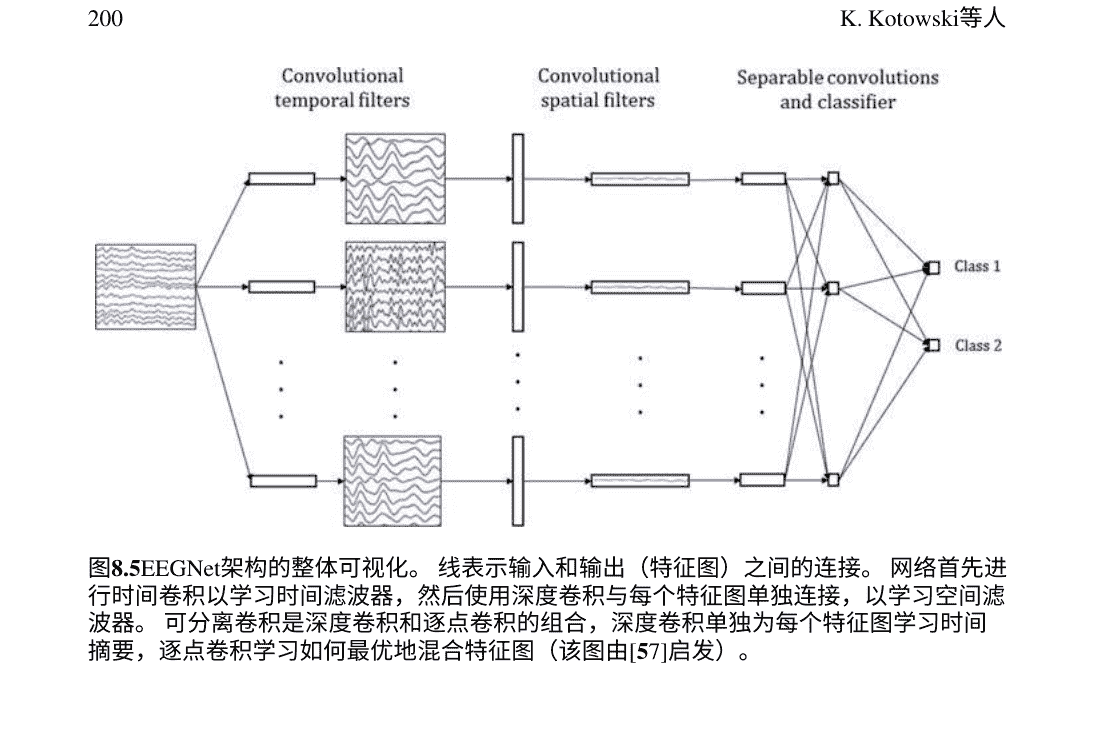 200
K. Kotowski等人
Convolutional
temporal filters
Convolutional
spatial filters
Separable convolutions
and classifier
Class 1
Class 2
图8.5EEGNet架构的整体可视化。 线表示输入和输出（特征图）之间的连接。 网络首先进
行时间卷积以学习时间滤波器，然后使用深度卷积与每个特征图单独连接，以学习空间滤
波器。 可分离卷积是深度卷积和逐点卷积的组合，深度卷积单独为每个特征图学习时间
摘要，逐点卷积学习如何最优地混合特征图（该图由[57]启发）。